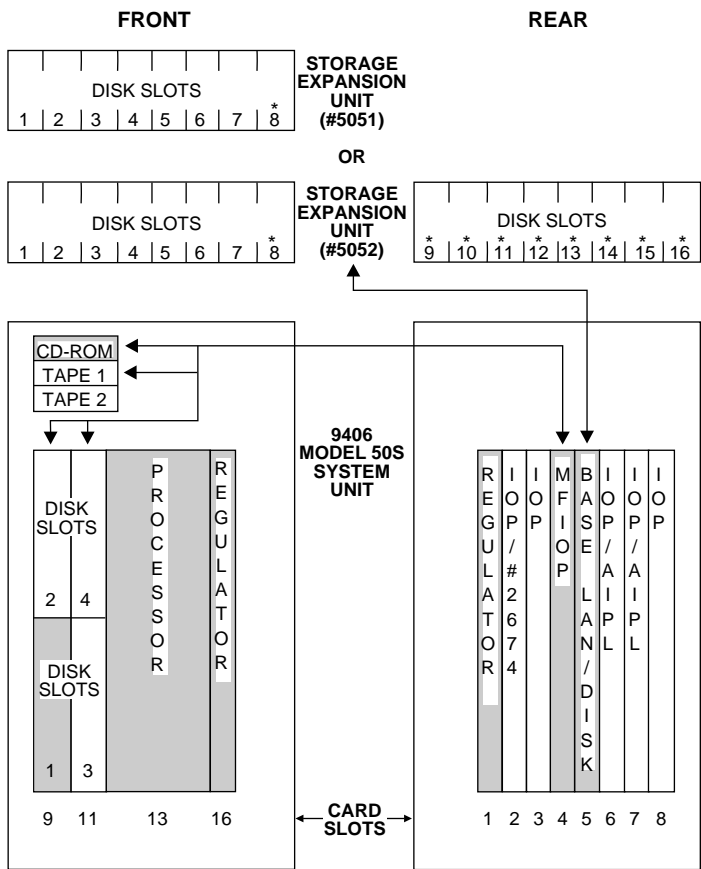 FRONT
REAR
DISK SLOTS
*
1 2 3 4 5 6 7 8
STORAGE
EXPANSION
UNIT
(#5051)
OR
DISK SLOTS
*
1 2 3 4 5 6 7 8
STORAGE
EXPANSION
UNIT
(#5052)
DISK SLOTS
* * * * * * * *
9 10 11 12 13 14 15 16
CD-ROM
TAPE 1
TAPE 2
DISK
SLOTS
2 4
DISK
SLOTS
1 3
PROCESSOR
REGULATOR
9 11 13 16
9406
MODEL 50S
SYSTEM
UNIT
CARD
SLOTS
REGULATOR
IOP/#2674
IOP
MFIOP
BASE LAN/DISK
IOP/AIPL
IOP/AIPL
IOP
1 2 3 4 5 6 7 8